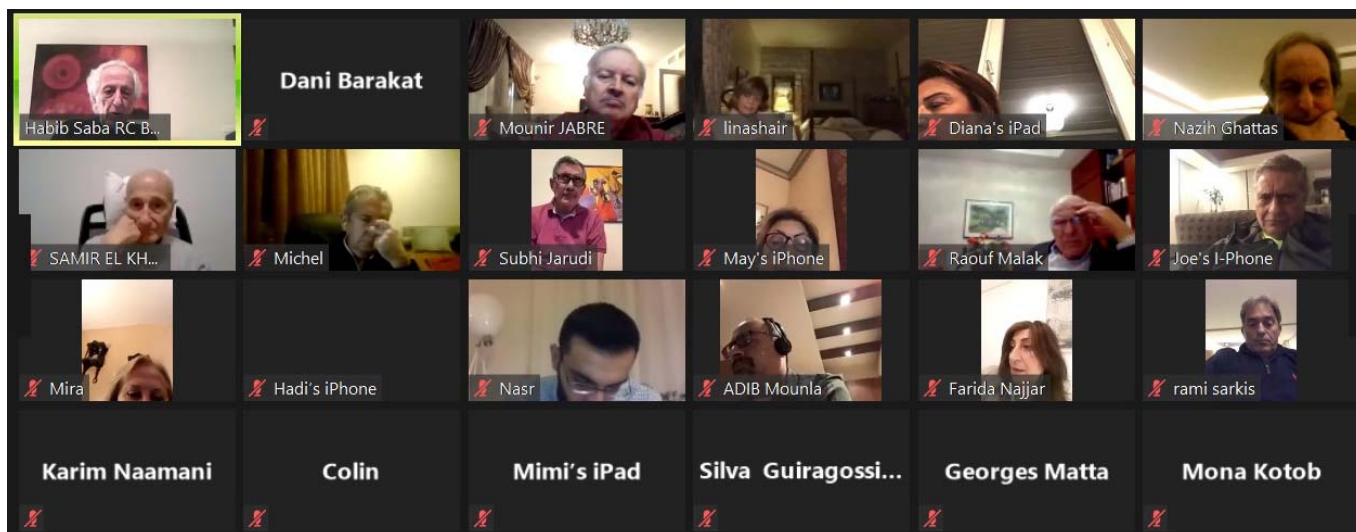 Habib Saba RC B...
Dani Barakat
Mounir JABRE
linashair
Diana's iPad
Nazih Ghattas
SAMIR EL KH...
Michel
Subhi Jarudi
May's iPhone
Raouf Malak
Joe's I-Phone
Mira
Hadi's iPhone
Nasr
ADIB Mounla
Farida Najjar
rami sarkis
Karim Naamani
Colin
Mimi's iPad
Silva Guiragossi...
Georges Matta
Mona Kotob